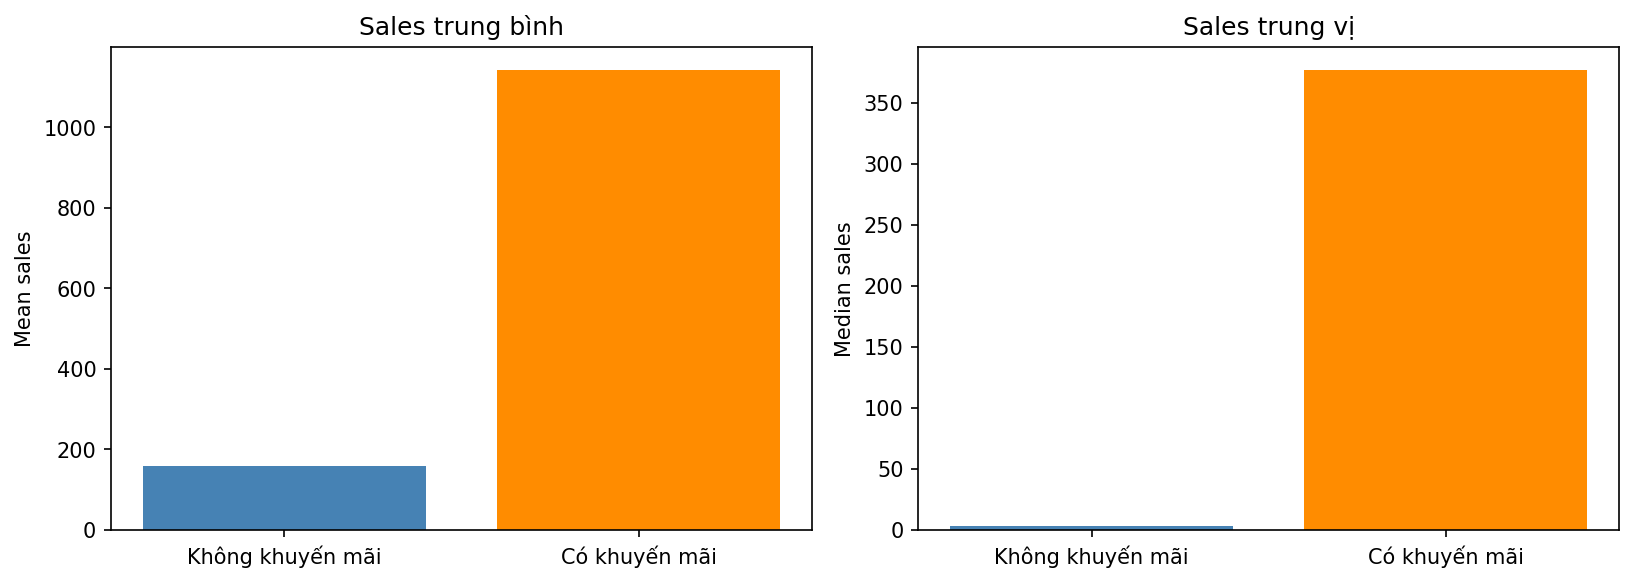 Sales trung bình
Mean sales
1000
800
600
400
200
0
Không khuyến mãi
Có khuyến mãi
Sales trung vị
Median sales
350
300
250
200
150
100
50
0
Không khuyến mãi
Có khuyến mãi